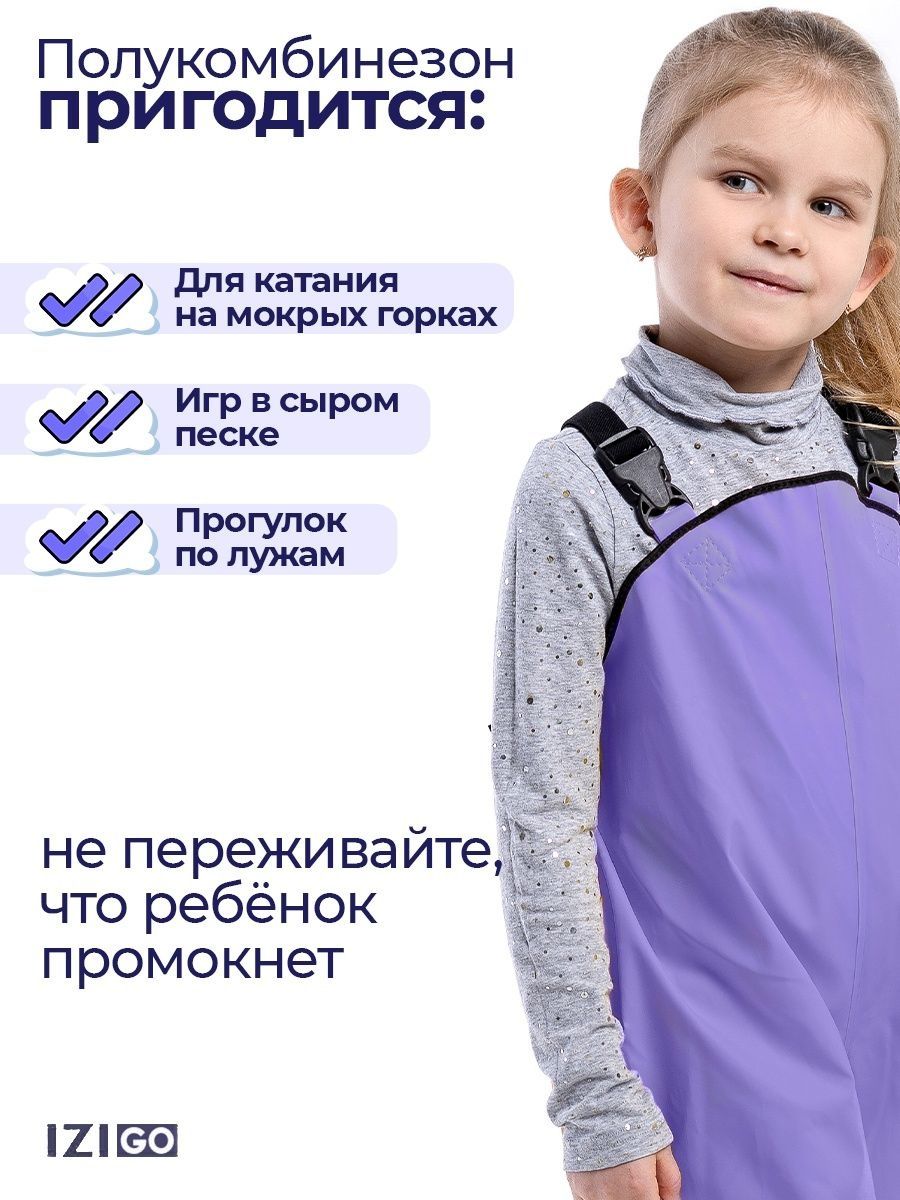 Полукомбинезон
пригодится:
Для катания
на мокрых горках
Игр в сыром
песке
Прогулок
по лужам
не переживайте,
что ребёнок
промокнет
IZIGO